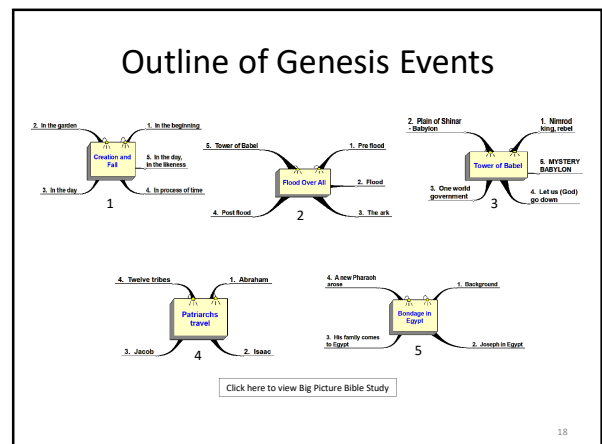 Outline of Genesis Events
2. In the garden
1. In the beginning
Creation and
Fall
5. In the day,
in the likeness
3. In the day
4. In process of time
1
5. Tower of Babel
1. Pre flood
Flood Over All
2. Flood
4. Post flood
3. The ark
2
2. Plain of Shinar
- Babylon
1. Nimrod
king, rebel
Tower of Babel
5. MYSTERY
BABYLON
3. One world
government
4. Let us (God)
go down
3
4. Twelve tribes
1. Abraham
Patriarchs
travel
3. Jacob
2. Isaac
4
4. A new Pharaoh
arose
1. Background
Bondage in
Egypt
3. His family comes
to Egypt
2. Joseph in Egypt
5
Click here to view Big Picture Bible Study
18